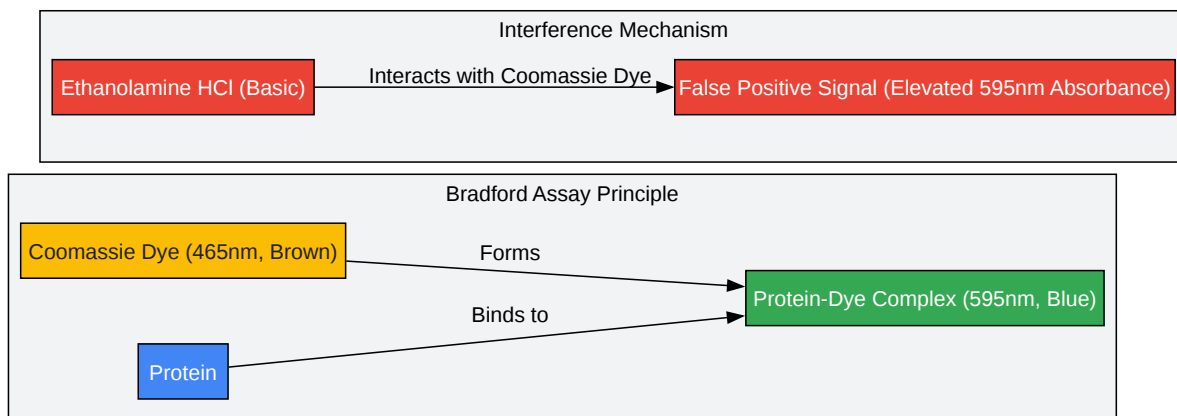 Interference Mechanism
Ethanolamine HCl (Basic)
Interacts with Coomassie Dye
False Positive Signal (Elevated 595nm Absorbance)
Bradford Assay Principle
Coomassie Dye (465nm, Brown)
Forms
Protein-Dye Complex (595nm, Blue)
Binds to
Protein